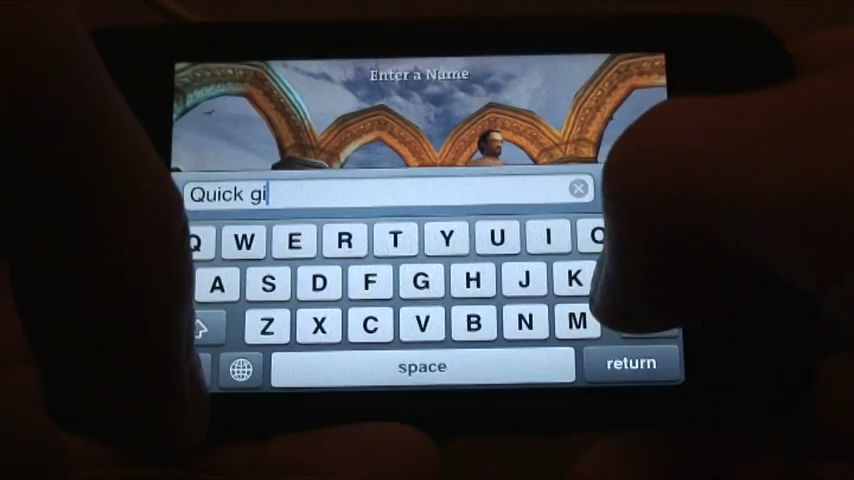 Enter a Name
Quick gi
Q W E R T Y U I O
A S D F G H J K
Z X C V B N M
space return